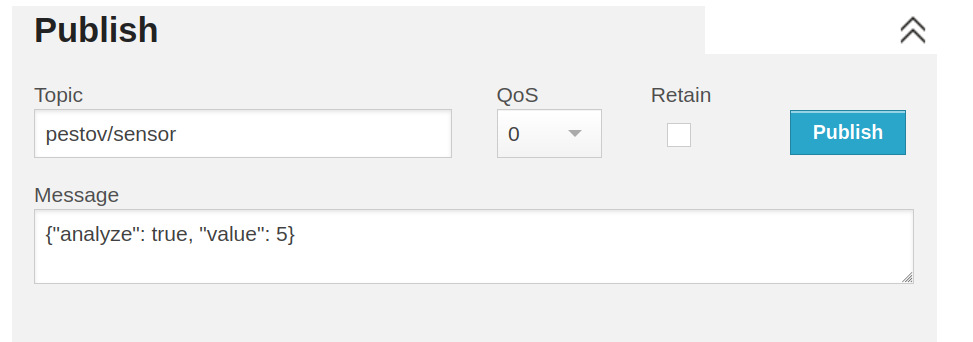 Publish
Topic
QoS
Retain
pestov/sensor
0
Publish
Message
{"analyze": true, "value": 5}